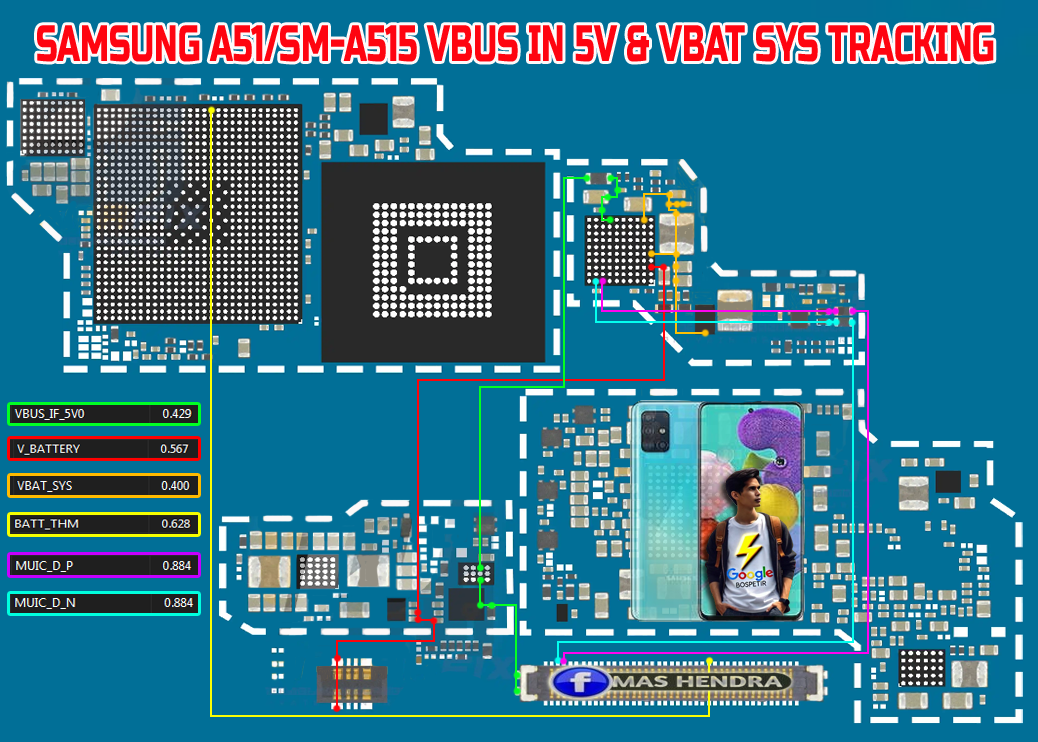 SAMSUNG A51/SM-A515 VBUS IN 5V & VBAT SYS TRACKING
VBUS_IF_5V0 0.429
V_BATTERY 0.567
VBAT_SYS 0.400
BATT_THM 0.628
MUIC_D_P 0.884
MUIC_D_N 0.884
Google
BOSPETIR
f MAS HENDRA